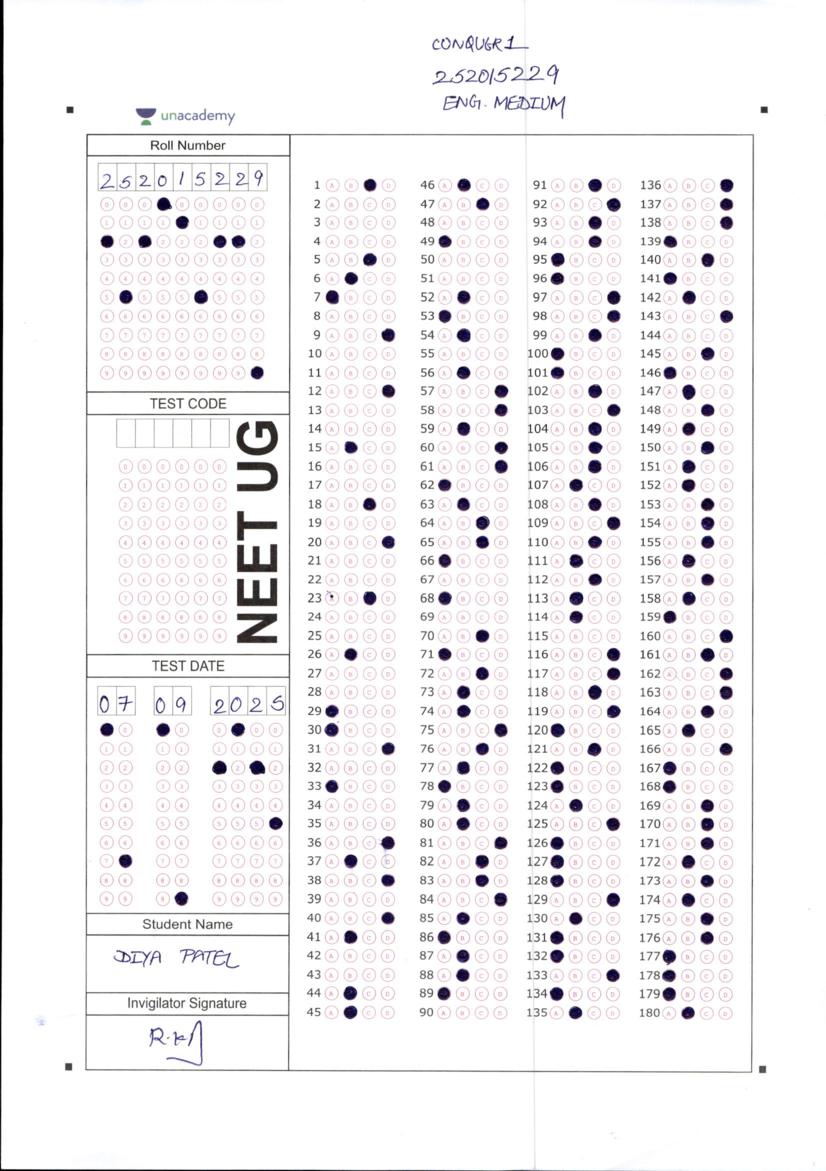 CONQUGR 1
252015229
ENG. MEDIUM
unacademy
Roll Number
2 5 2 0 1 5 2 2 9
TEST CODE
NEET UG
TEST DATE
07 09 2025
Student Name
DIYA PATEL
Invigilator Signature
1 A B D 46 A C D 91 A B D 136 A B C
2 A B C D 47 A B D 92 A B C 137 A B C
3 A B C D 48 A B C D 93 A B D 138 A B C
4 A B C D 49 B C D 94 A B D 139 B C D
5 A B D 50 A B C D 95 B C D 140 A B D
6 A C D 51 A B C D 96 B C D 141 B C D
7 B C D 52 A C D 97 A B C 142 A C D
8 A B C D 53 B C D 98 A B C 143 A B C
9 A B C 54 A C D 99 A B D 144 A B C D
10 A B C D 55 A B C D 100 B C D 145 A B D
11 A B C D 56 A C D 101 B C D 146 B C D
12 A B C 57 A B C 102 A B D 147 A C D
13 A B C D 58 A B C 103 A B C 148 A B D
14 A B C D 59 A C D 104 A B D 149 A C D
15 A C D 60 A B C 105 A B D 150 A B D
16 A B C D 61 A B C 106 A B D 151 A C D
17 A B C D 62 B C D 107 A C D 152 A C D
18 A B D 63 A C D 108 A B D 153 A B D
19 A B C D 64 A B D 109 A B C 154 A B D
20 A B C 65 A B D 110 A B D 155 A B D
21 A B C D 66 B C D 111 A C D 156 A C D
22 A B C D 67 A B C D 112 A B D 157 A B D
23 B D 68 B C D 113 A C D 158 A C D
24 A B C D 69 A B C D 114 A C D 159 B C D
25 A B C D 70 A B D 115 A B C D 160 A B C
26 A C D 71 B C D 116 A B C 161 A B D
27 A B C D 72 A B D 117 A B C 162 A B C
28 A B C D 73 A C D 118 A B D 163 A B C
29 B C D 74 A C D 119 A B C 164 A B D
30 B C D 75 A B C 120 B C D 165 A C D
31 A B C 76 A B D 121 A B D 166 A B C
32 A B C D 77 A C D 122 B C D 167 B C D
33 B C D 78 B C D 123 B C D 168 B C D
34 A B C D 79 A C D 124 A C D 169 A B D
35 A B C D 80 A C D 125 A B C 170 A B D
36 A B C 81 A B C 126 B C D 171 A B D
37 A C D 82 A B D 127 B C D 172 A C D
38 A B C 83 A B D 128 B C D 173 A B D
39 A B C D 84 A B C 129 A B C 174 A C D
40 A B C 85 A C D 130 A C D 175 A B D
41 A C D 86 B C D 131 B C D 176 A B D
42 A B C D 87 A C D 132 B C D 177 B C D
43 A B C D 88 A C D 133 A B C 178 B C D
44 A C D 89 B C D 134 B C D 179 B C D
45 A C D 90 A B C D 135 A C D 180 A C D